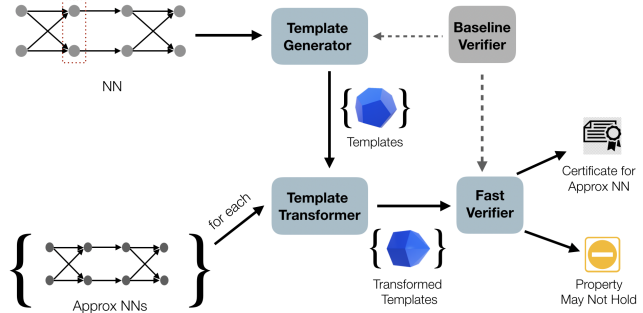 Template
Generator
Baseline
Verifier
NN
{ }
Templates
for each
Template
Transformer
Fast
Verifier
Certificate for
Approx NN
{ }
{ }
Approx NNs
Transformed
Templates
Property
May Not Hold